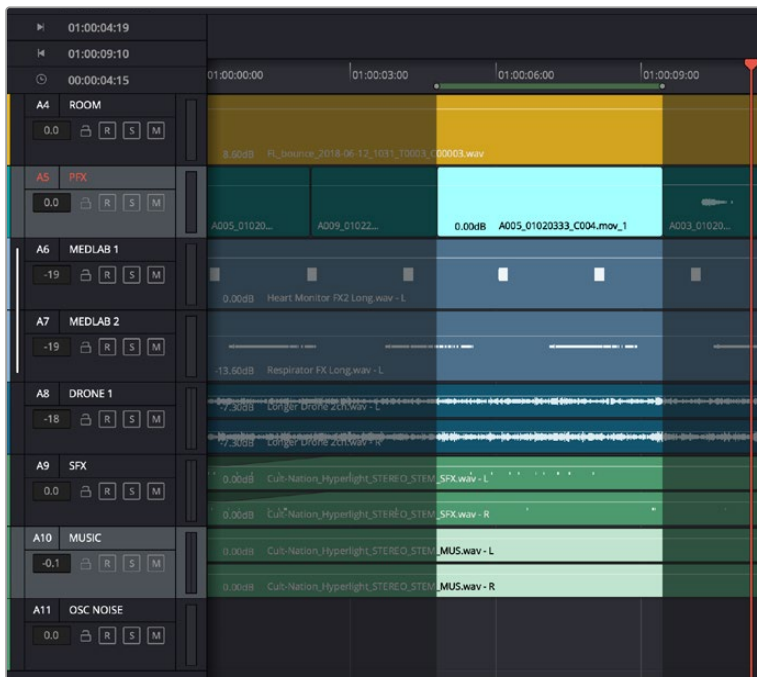 01:00:04:19
01:00:09:10
00:00:04:15
01:00:00:00 01:00:03:00 01:00:06:00 01:00:09:00
A4 ROOM
0.0 R S M
8.60dB FL_bounce_2018-06-12_1031_T0003_C00003.wav
A5 PFX
0.0 R S M
A005_01020... A009_01022... 0.00dB A005_01020333_C004.mov_1 A003_01020...
A6 MEDLAB 1
-19 R S M
0.00dB Heart Monitor FX2 Long.wav - L
A7 MEDLAB 2
-19 R S M
-13.60dB Respirator FX Long.wav - L
A8 DRONE 1
-7.30dB Longer Drone 2ch.wav - L
-18 R S M
-7.30dB Longer Drone 2ch.wav - R
A9 SFX
0.00dB Cult-Nation_Hyperlight_STEREO_STEM_SFX.wav - L
0.0 R S M
0.00dB Cult-Nation_Hyperlight_STEREO_STEM_SFX.wav - R
A10 MUSIC
0.00dB Cult-Nation_Hyperlight_STEREO_STEM_MUS.wav - L
-0.1 R S M
0.00dB Cult-Nation_Hyperlight_STEREO_STEM_MUS.wav - R
A11 OSC NOISE
0.0 R S M